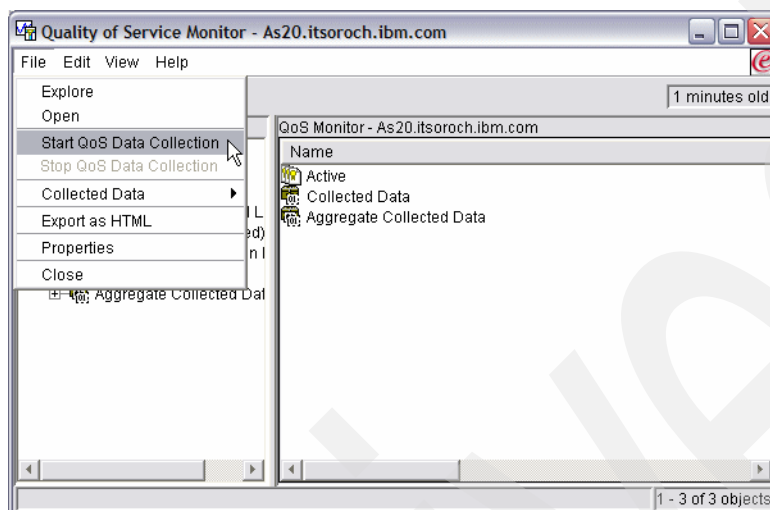 Quality of Service Monitor - As20.itsoroch.ibm.com
File Edit View Help
1 minutes old
Explore
Open
Start QoS Data Collection
Stop QoS Data Collection
Collected Data
Export as HTML
Properties
Close
QoS Monitor - As20.itsoroch.ibm.com
Name
Active
Collected Data
Aggregate Collected Data
l L
ed)
n I
Aggregate Collected Dat
1 - 3 of 3 objects